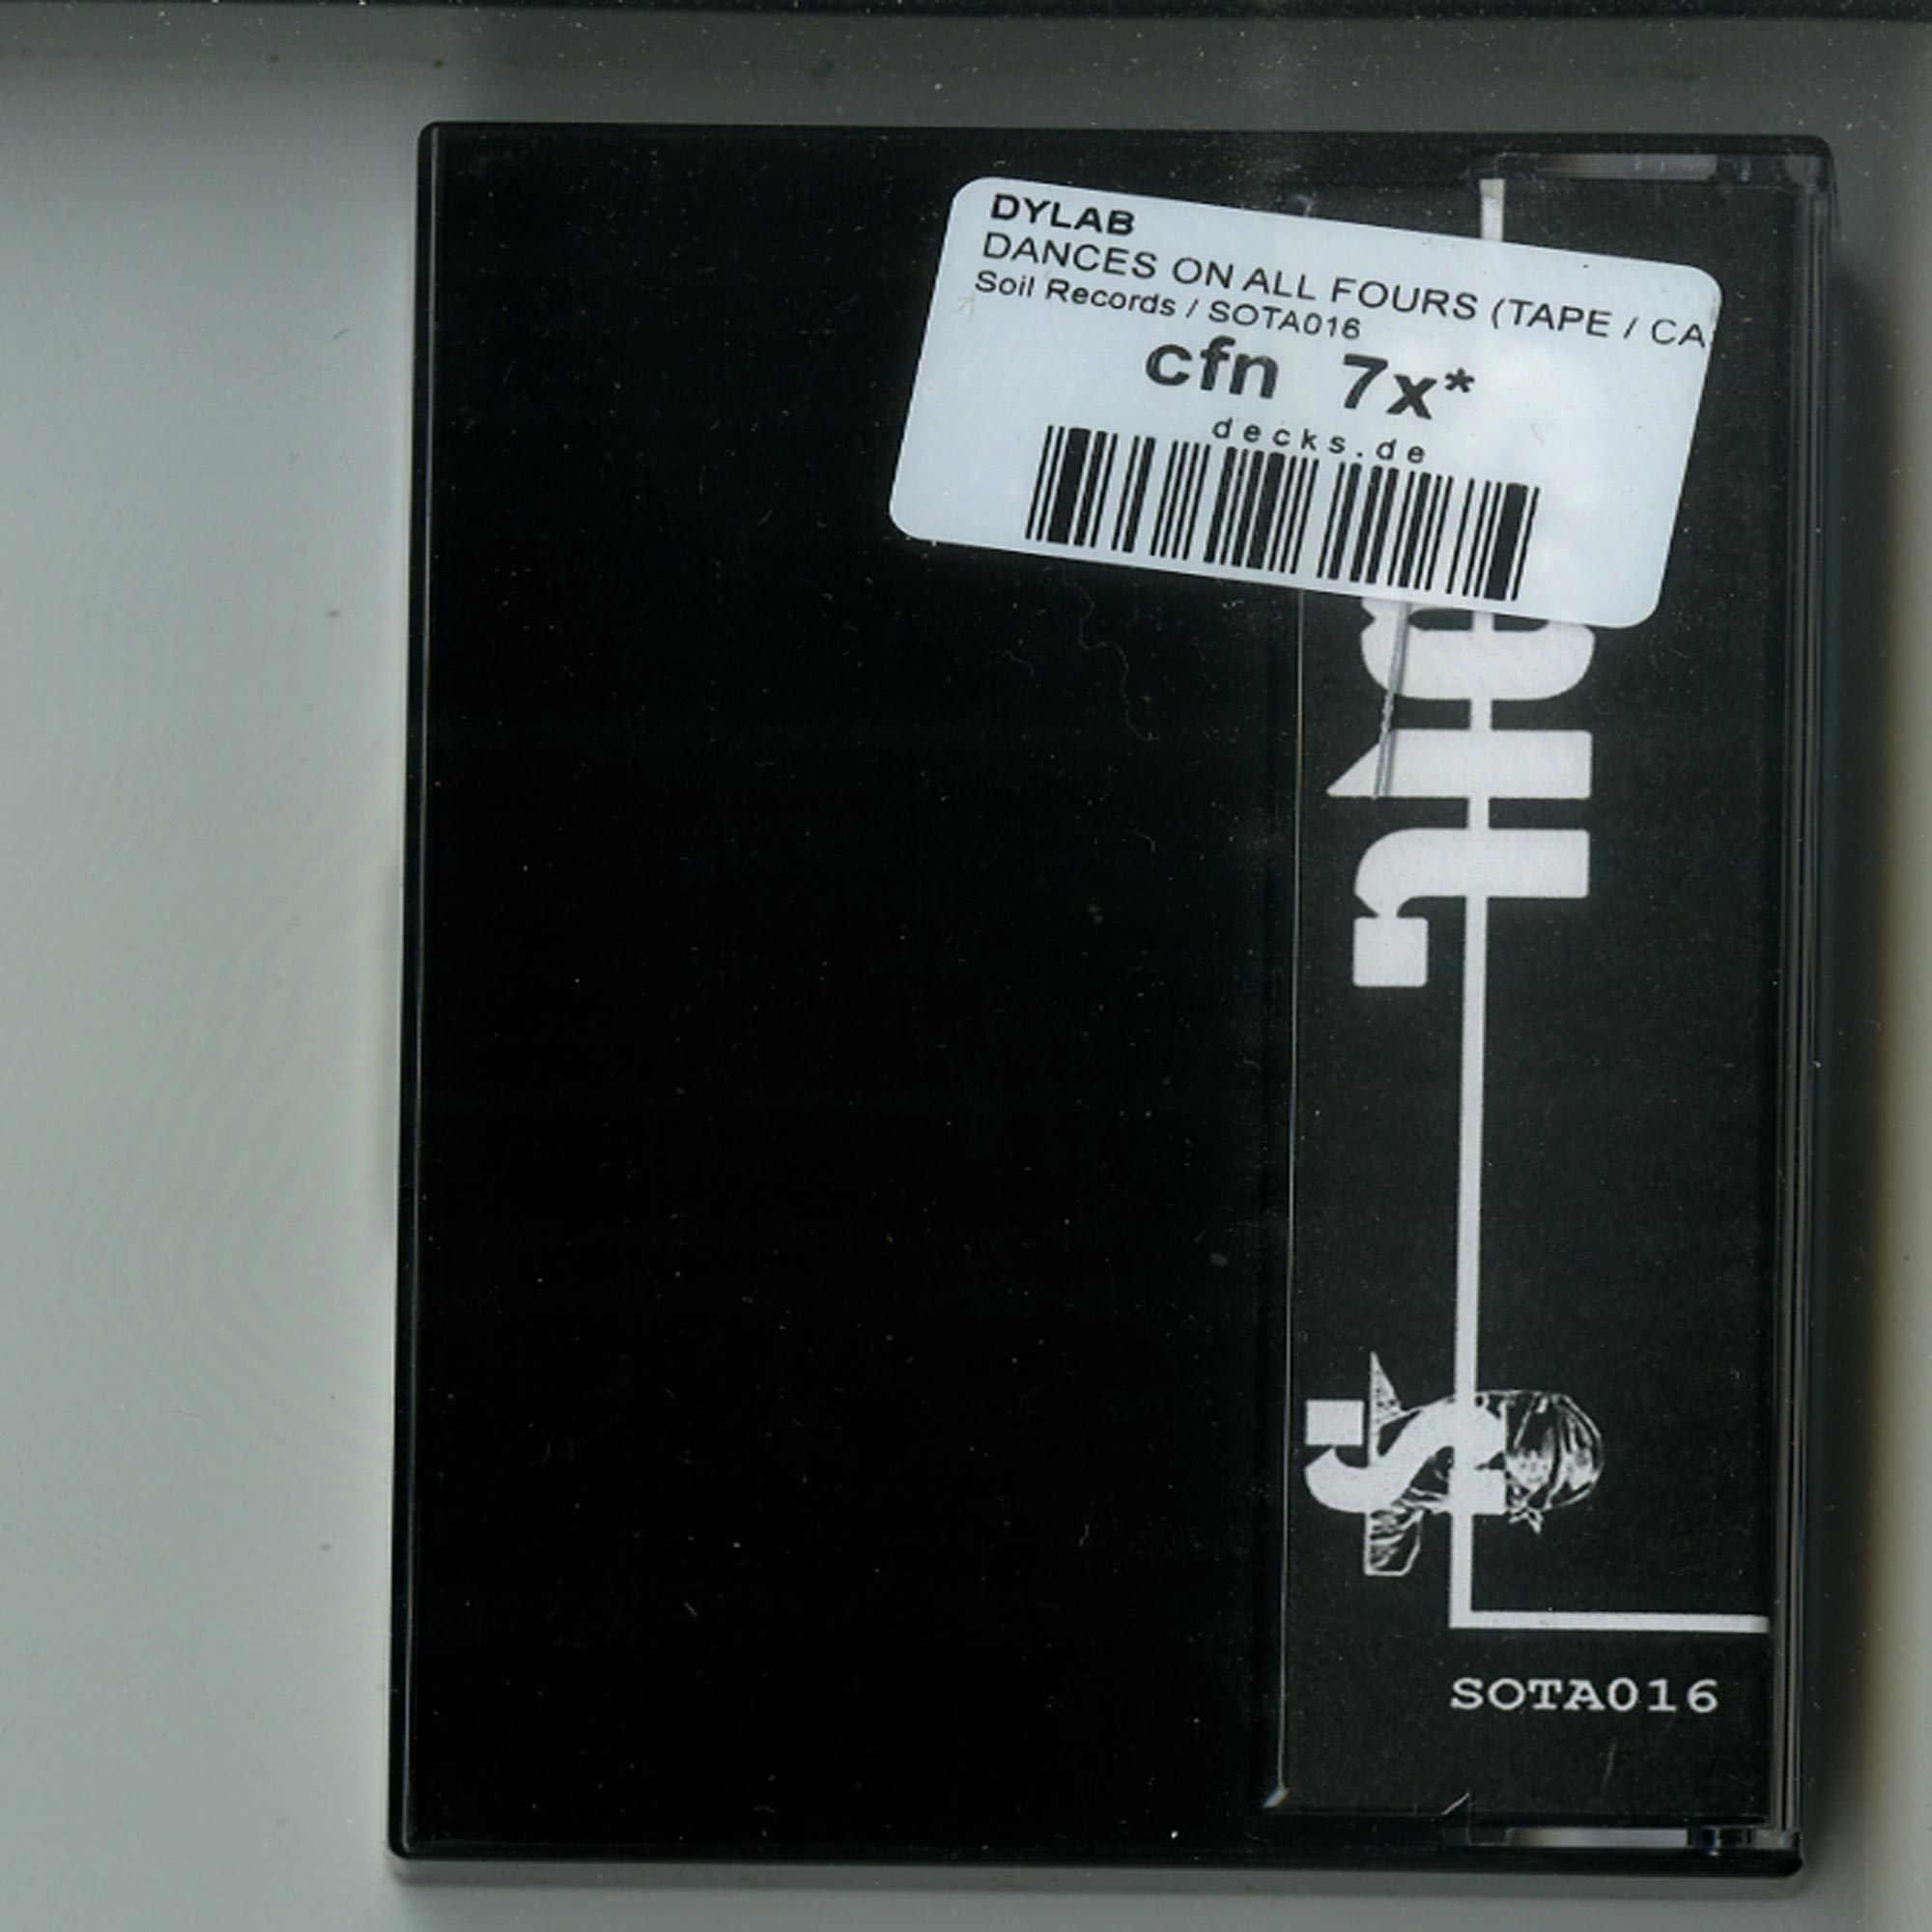 DYLAB
DANCES ON ALL FOURS (TAPE / CA
Soil Records / SOTA016
cfn 7x*
decks.de
SOTA016